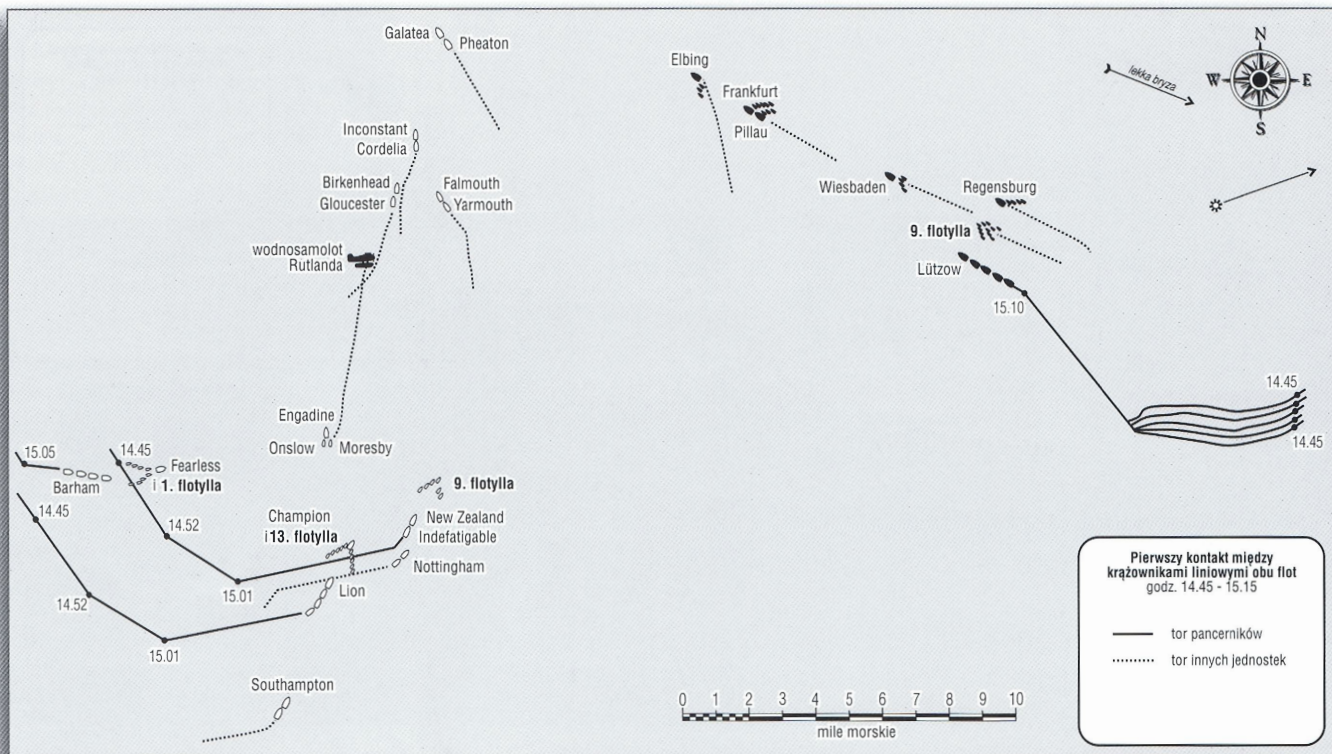 Galatea
Pheaton
Elbing
Frankfurt
Pillau
lekka bryza
N
W
E
S
Inconstant
Cordelia
Birkenhead
Gloucester
Falmouth
Yarmouth
Wiesbaden
Regensburg
wodnosamolot
Rutlanda
9. flotylla
Lützow
15.10
14.45
14.45
Engadine
Onslow
Moresby
15.05
Barham
14.45
Fearless
i 1. flotylla
9. flotylla
14.45
14.52
Champion
i 13. flotylla
New Zealand
Indefatigable
Nottingham
14.52
15.01
Lion
15.01
Southampton
0 1 2 3 4 5 6 7 8 9 10
mile morskie
Pierwszy kontakt między
krążownikami liniowymi obu flot
godz. 14.45 - 15.15
tor pancerników
tor innych jednostek